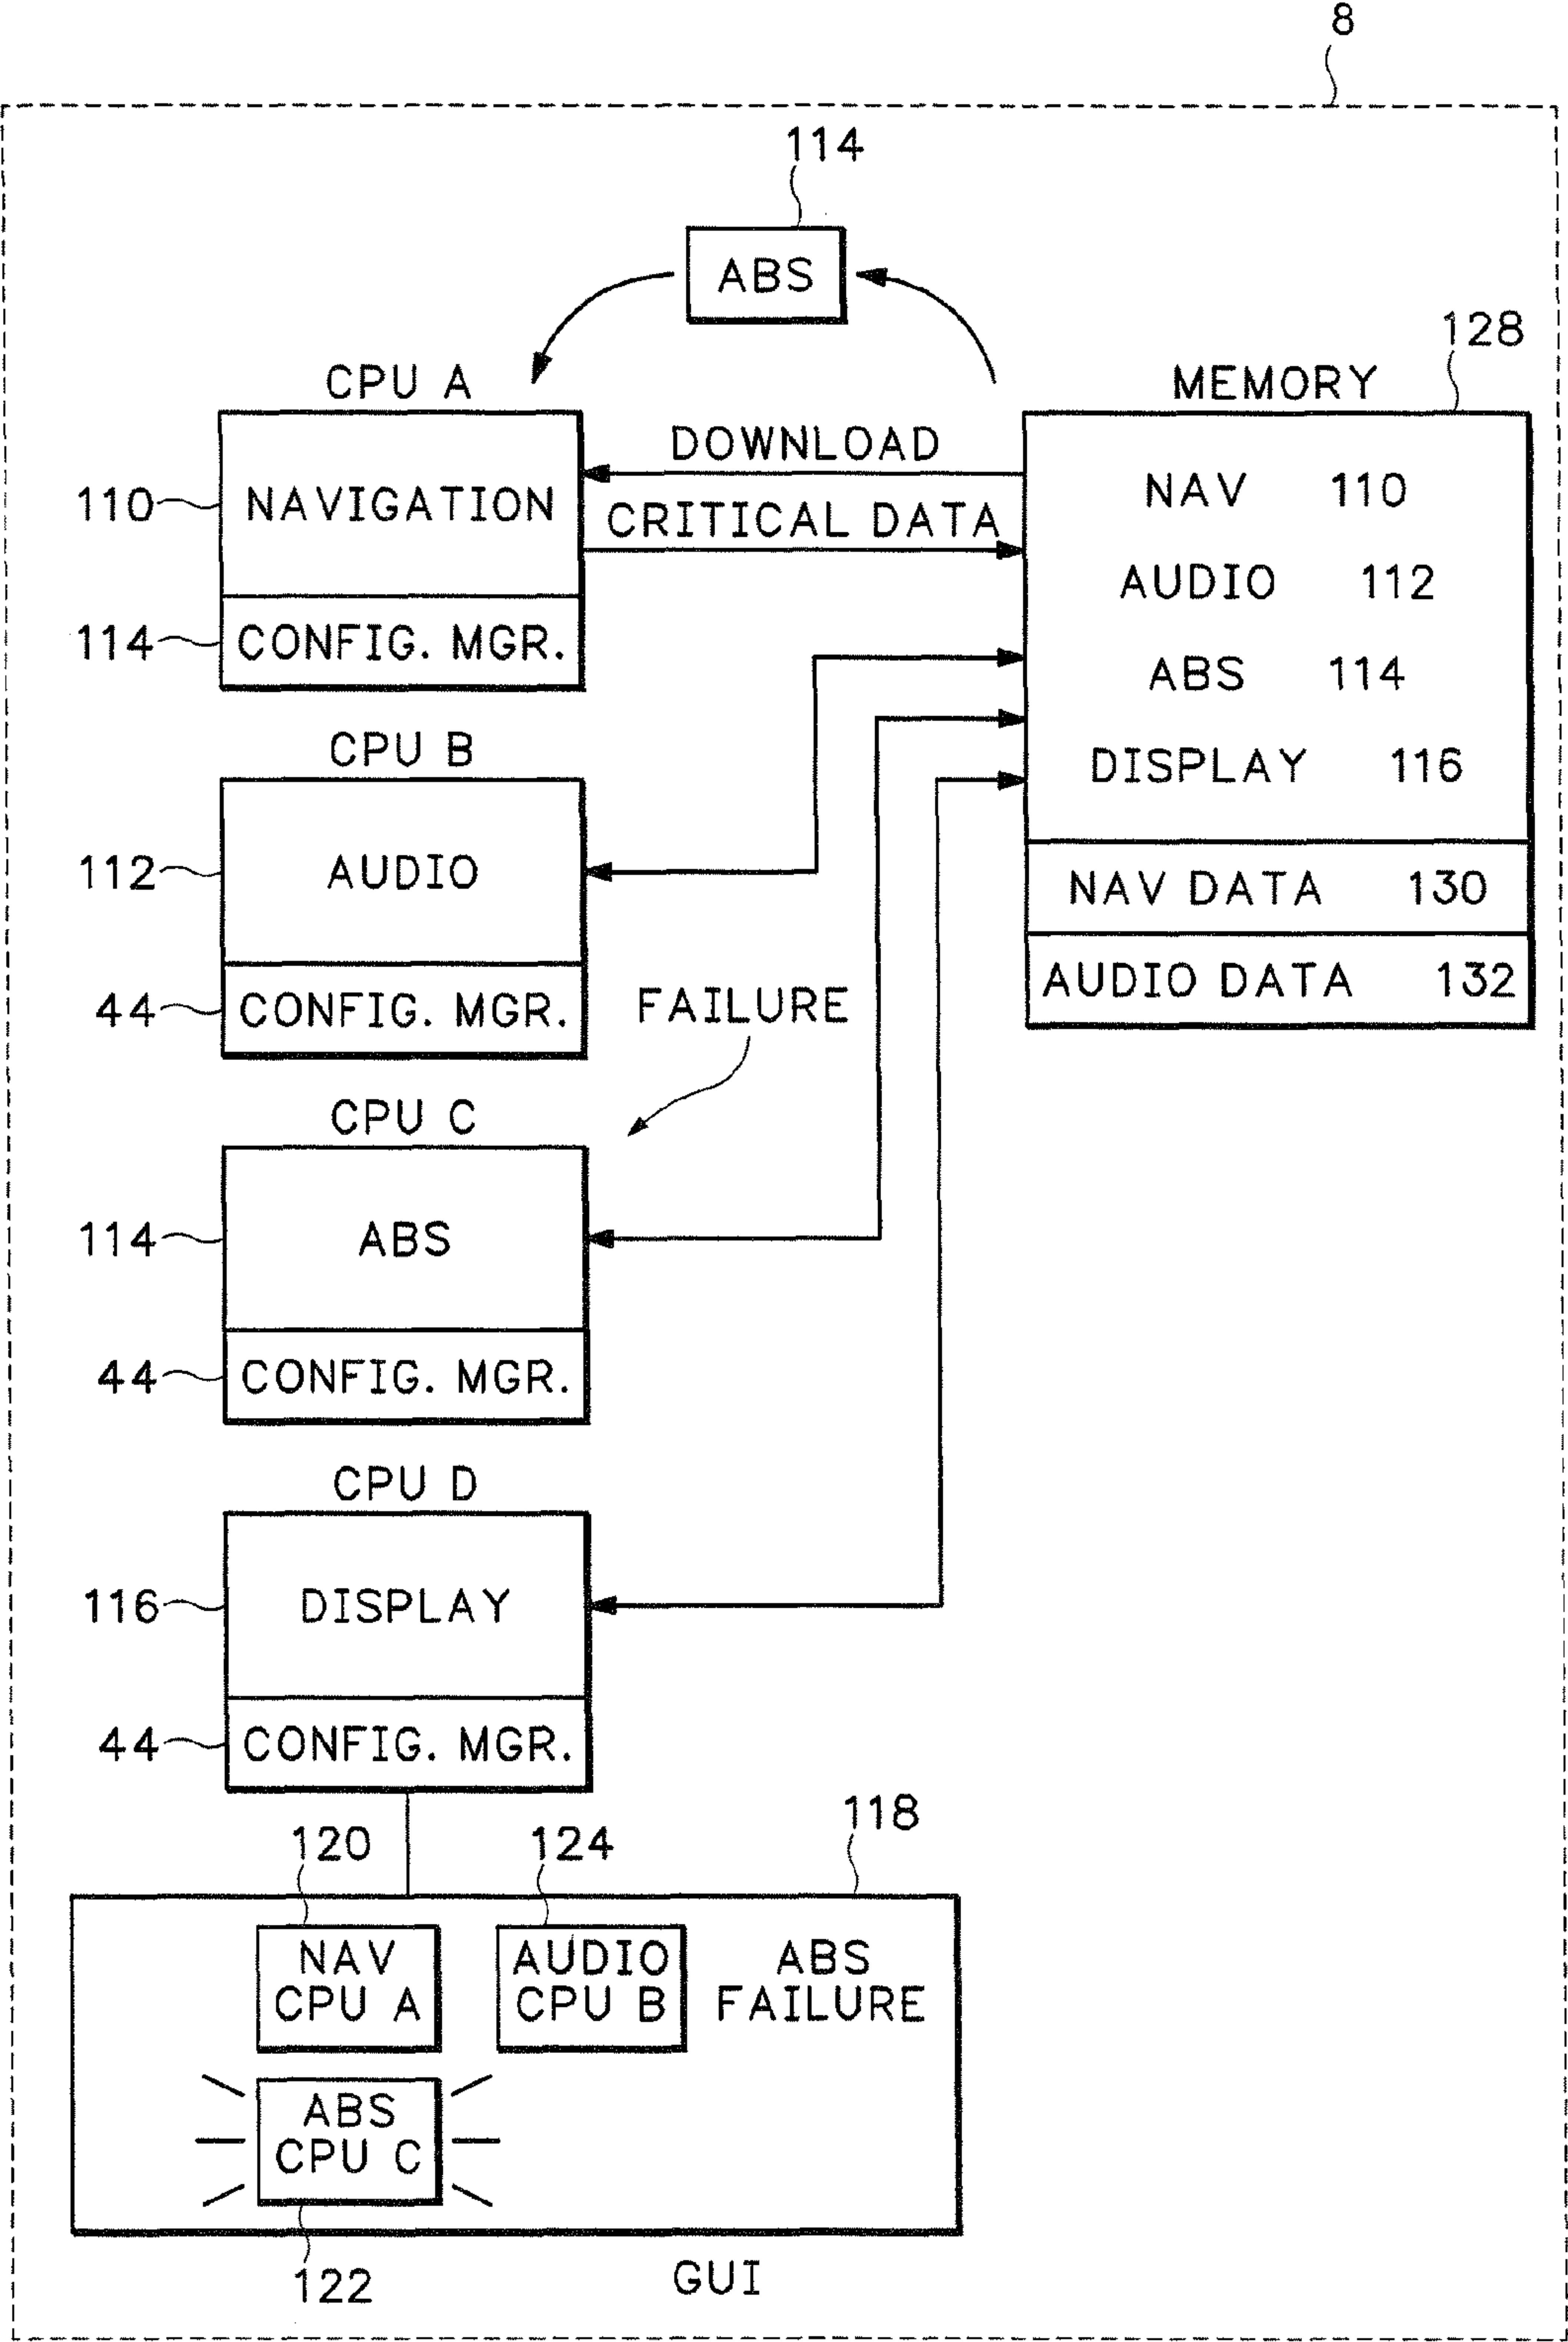 8
114
ABS
128
CPU A
MEMORY
DOWNLOAD
110
NAVIGATION
CRITICAL DATA
NAV 110
AUDIO 112
114
CONFIG. MGR.
ABS 114
CPU B
DISPLAY 116
112
AUDIO
NAV DATA 130
44
CONFIG. MGR.
FAILURE
AUDIO DATA 132
CPU C
114
ABS
44
CONFIG. MGR.
CPU D
116
DISPLAY
44
CONFIG. MGR.
120
124
118
NAV
CPU A
AUDIO
CPU B
ABS
FAILURE
ABS
CPU C
122
GUI